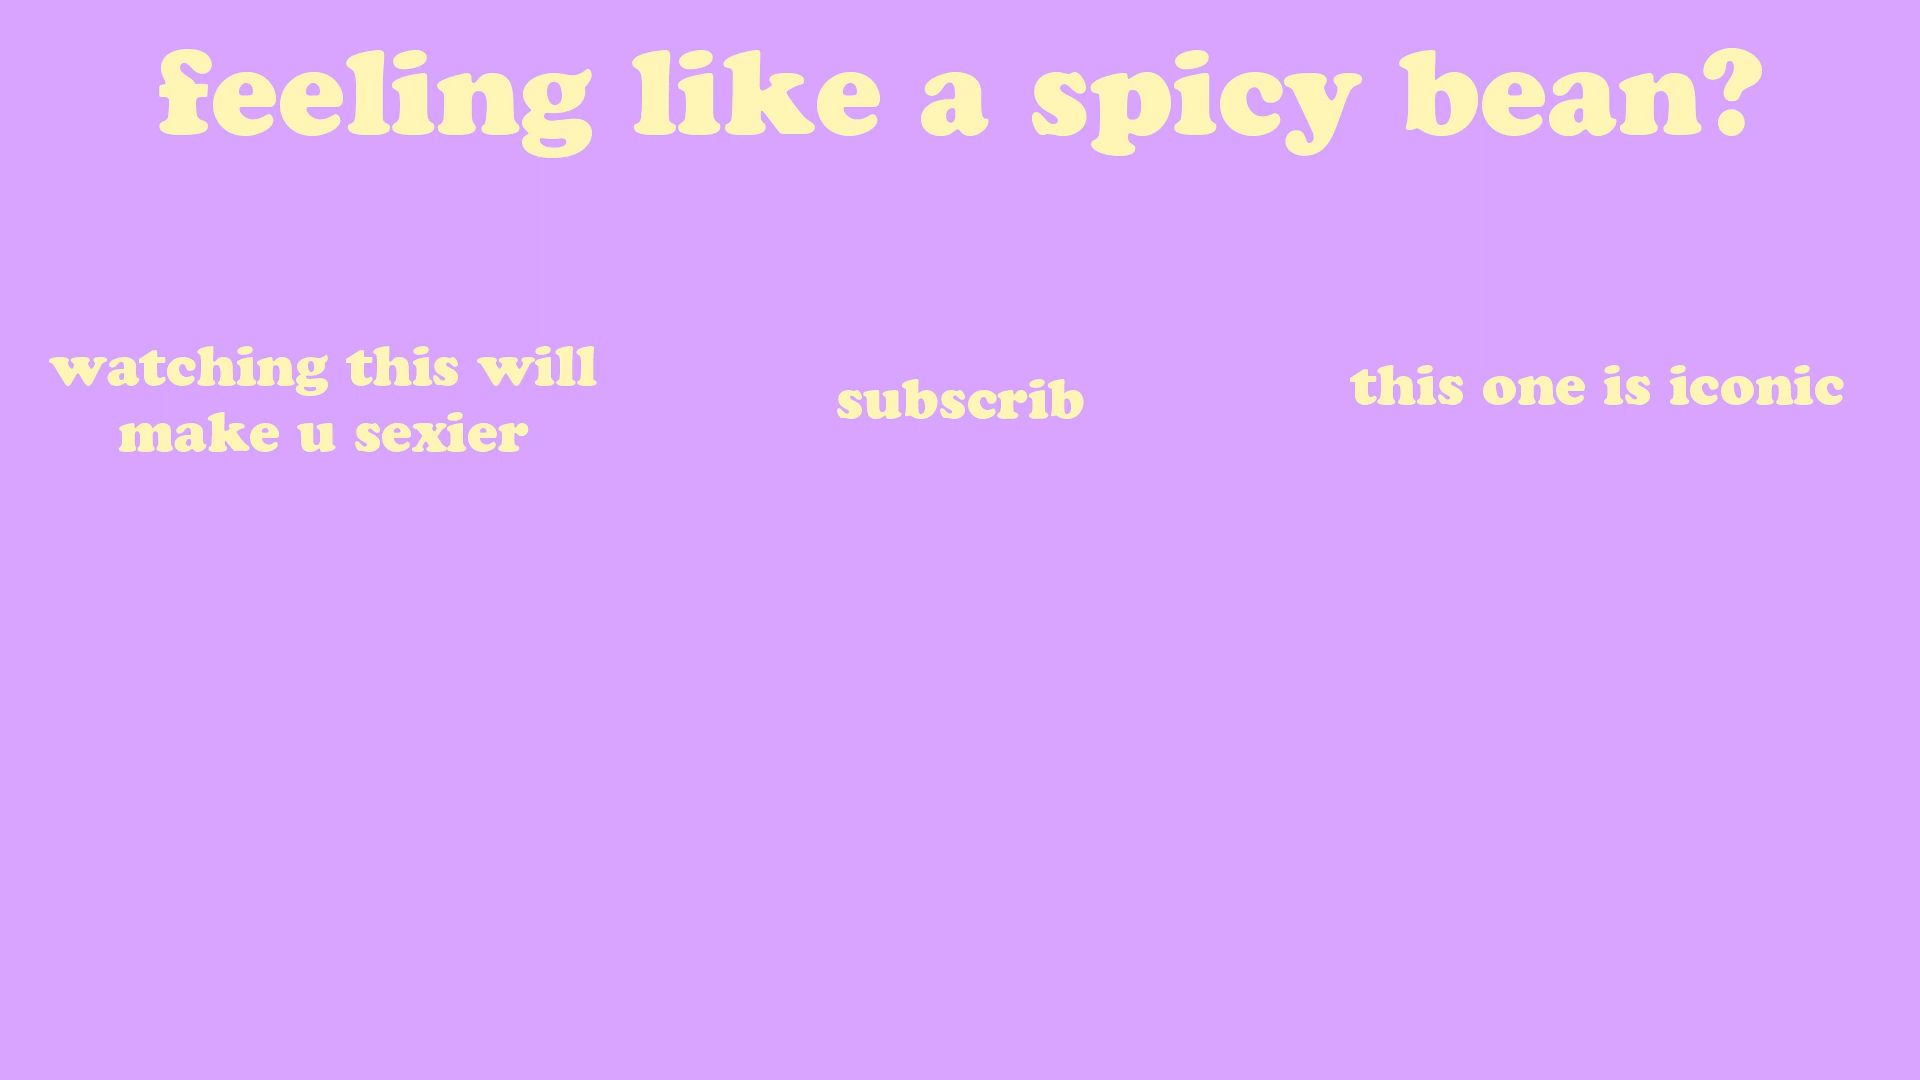 feeling like a spicy bean?
watching this will
make u sexier
subscrib
this one is iconic